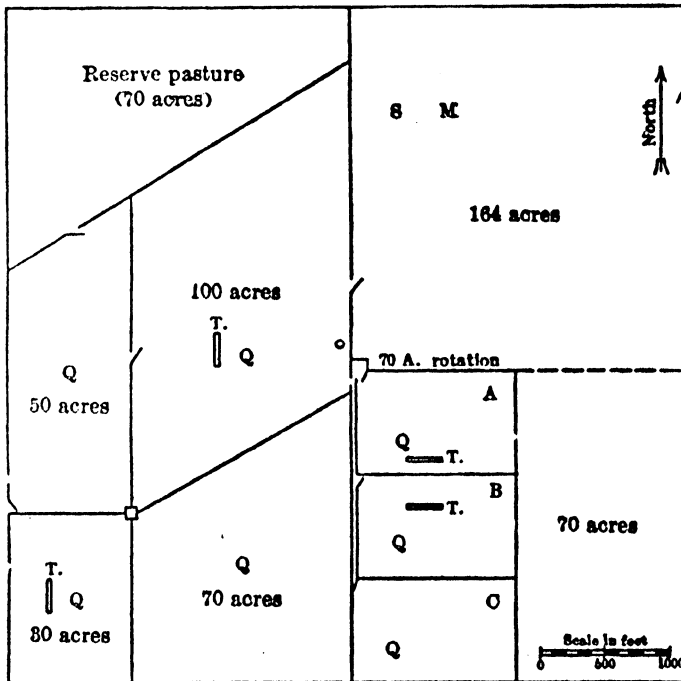 Reserve pasture
(70 acres)
S M
North
164 acres
100 acres
T.
Q
70 A. rotation
Q
50 acres
A
Q
T.
B
T.
Q
70 acres
Q
70 acres
T.
Q
30 acres
C
Q
Scale in feet
0 500 1000